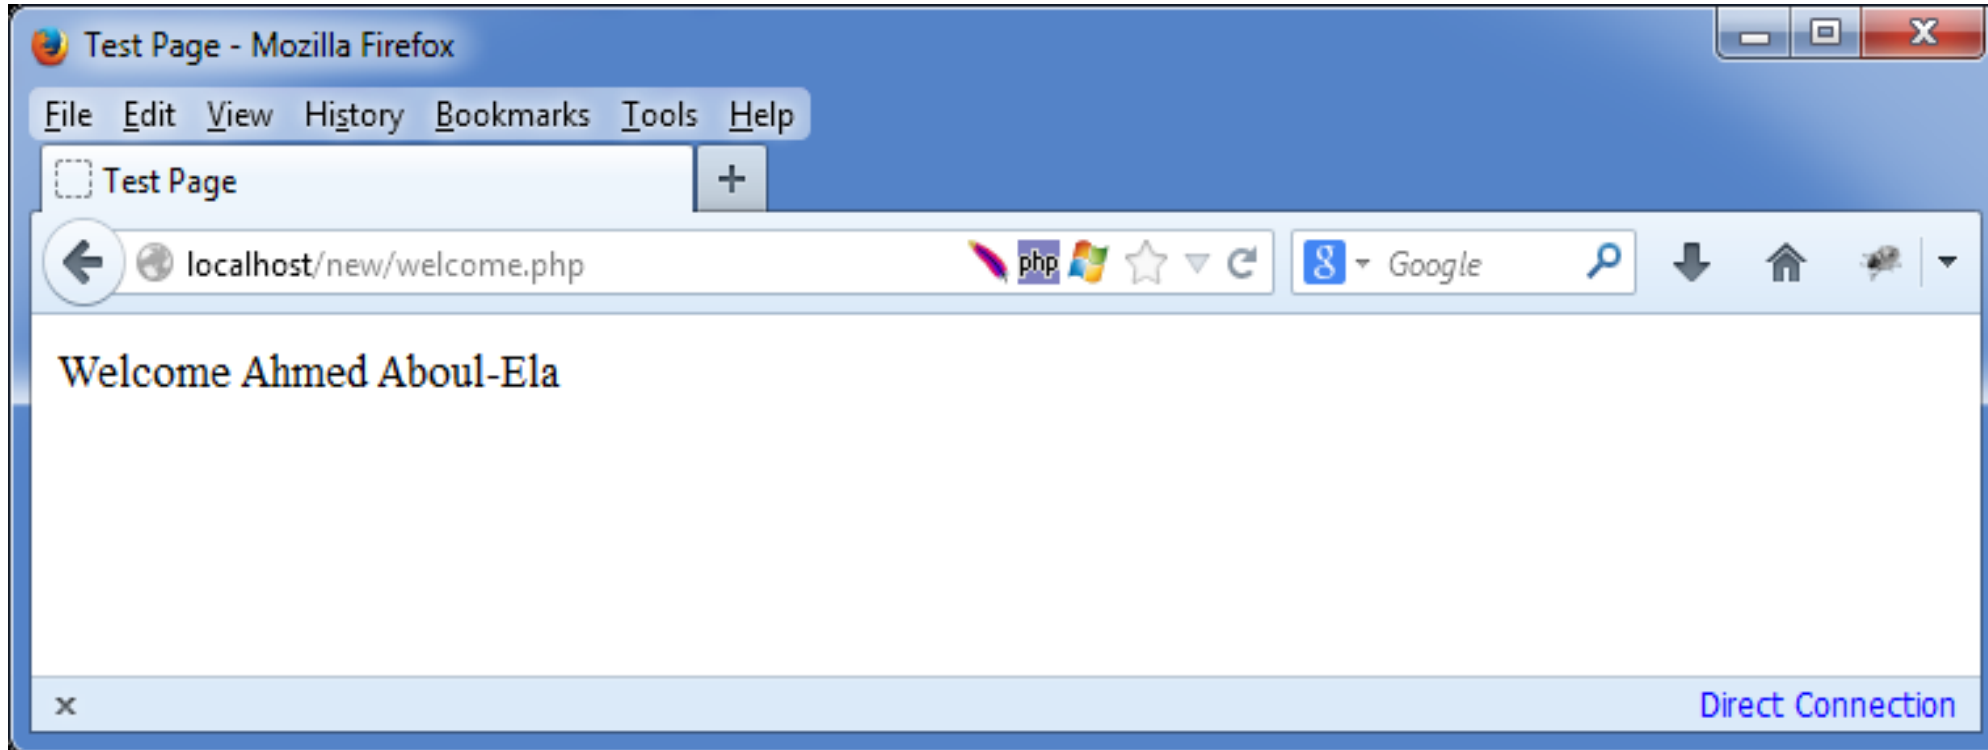 Test Page - Mozilla Firefox
File Edit View History Bookmarks Tools Help
Test Page +
localhost/new/welcome.php php 8 Google
Welcome Ahmed Aboul-Ela
x Direct Connection